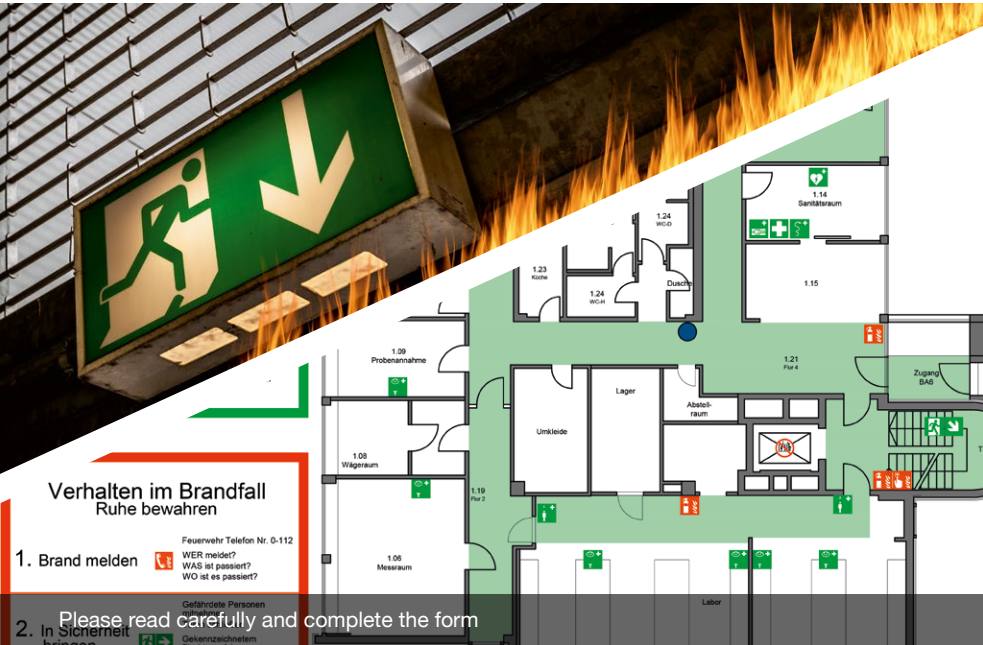 1.14
Sanitätsraum
1.24
WC-D
1.23
Küche
1.24
WC-H
Dusche
1.15
1.09
Probenannahme
1.21
Flur 4
Zugang
BA6
Lager
Abstell-
raum
Umkleide
1.08
Wägeraum
1.19
Flur 2
1.06
Messraum
Labor
Verhalten im Brandfall
Ruhe bewahren
1. Brand melden
Feuerwehr Telefon Nr. 0-112
WER meldet?
WAS ist passiert?
WO ist es passiert?
2. In Sicherheit
bringen
Gefährdete Personen
mitnehmen
Gekennzeichnetem
Please read carefully and complete the form